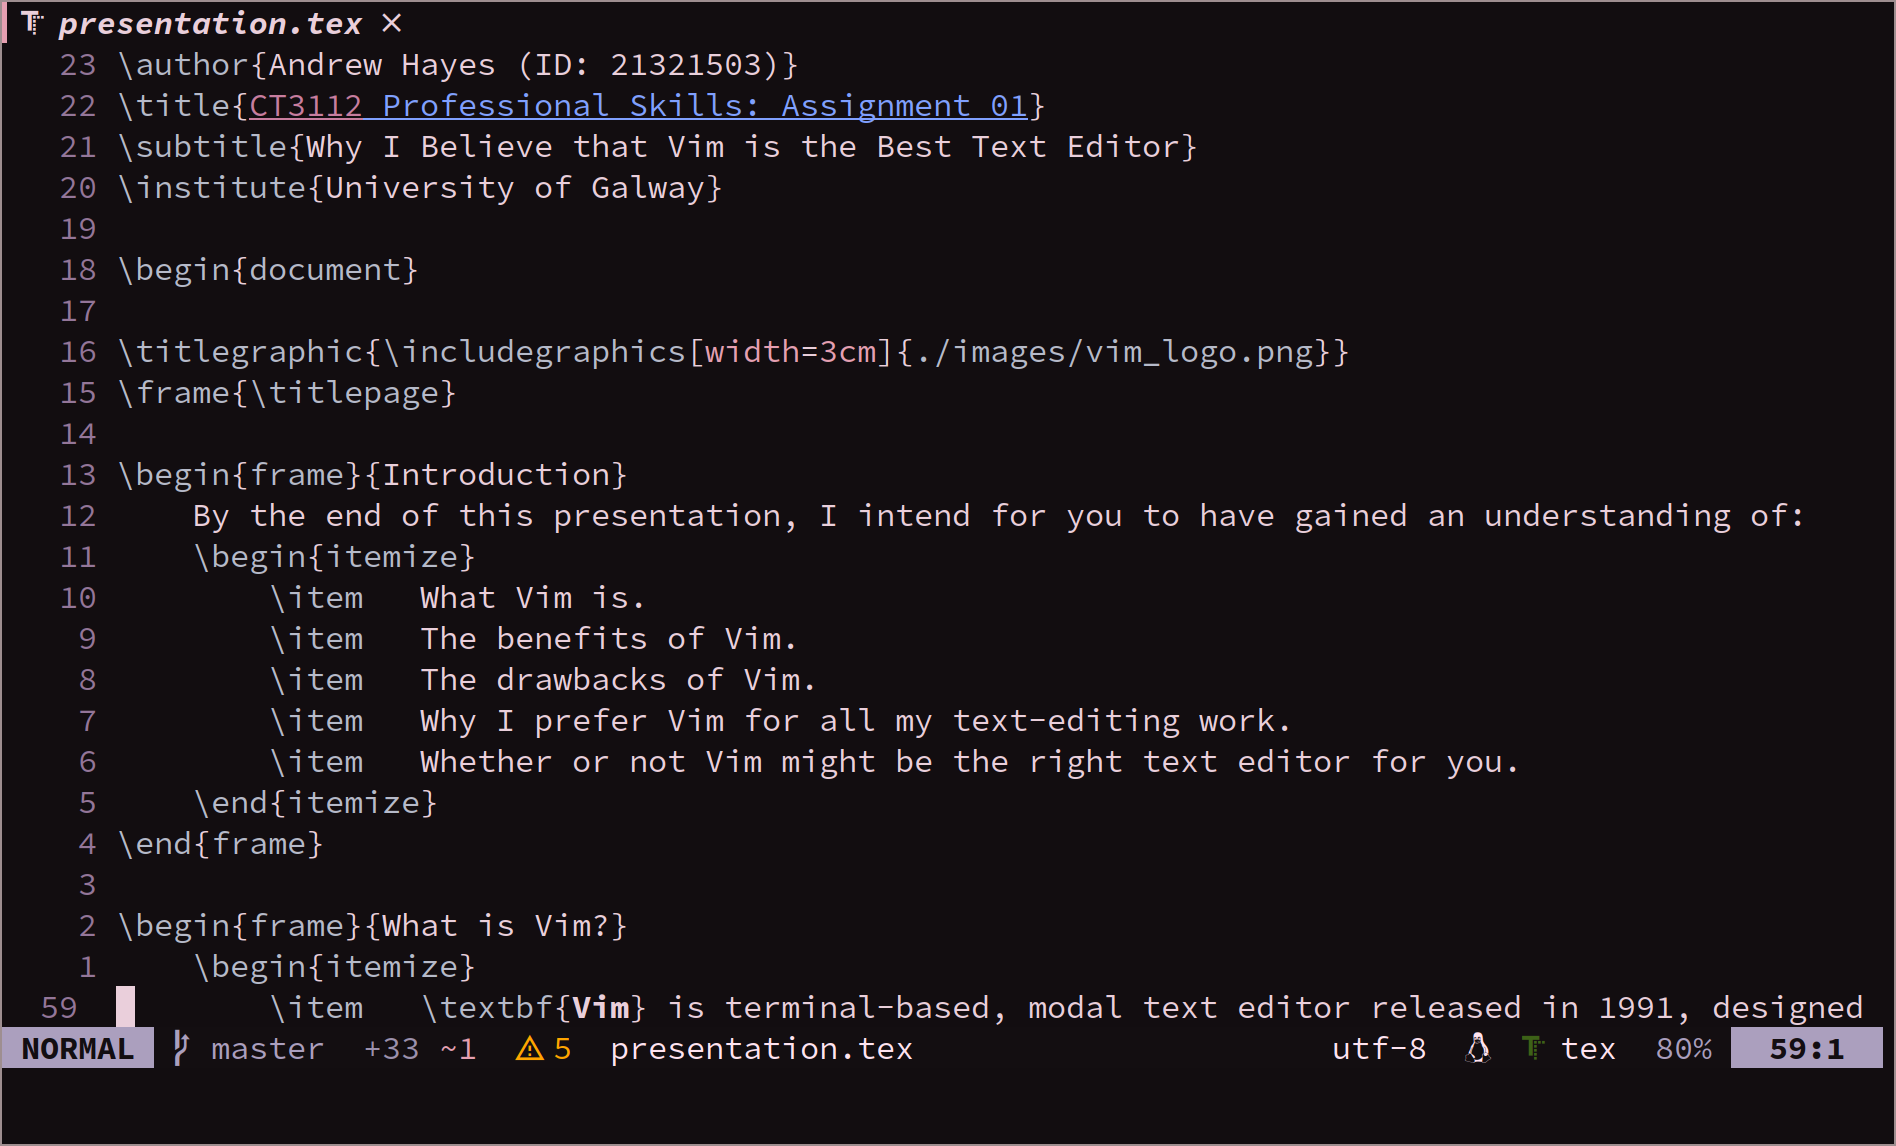 presentation.tex ×
23 \author{Andrew Hayes (ID: 21321503)}
22 \title{CT3112 Professional Skills: Assignment 01}
21 \subtitle{Why I Believe that Vim is the Best Text Editor}
20 \institute{University of Galway}
19
18 \begin{document}
17
16 \titlegraphic{\includegraphics[width=3cm]{./images/vim_logo.png}}
15 \frame{\titlepage}
14
13 \begin{frame}{Introduction}
12     By the end of this presentation, I intend for you to have gained an understanding of:
11     \begin{itemize}
10         \item   What Vim is.
9         \item   The benefits of Vim.
8         \item   The drawbacks of Vim.
7         \item   Why I prefer Vim for all my text-editing work.
6         \item   Whether or not Vim might be the right text editor for you.
5     \end{itemize}
4 \end{frame}
3
2 \begin{frame}{What is Vim?}
1     \begin{itemize}
59         \item   \textbf{Vim} is terminal-based, modal text editor released in 1991, designed
NORMAL master +33 ~1 5 presentation.tex utf-8 tex 80% 59:1